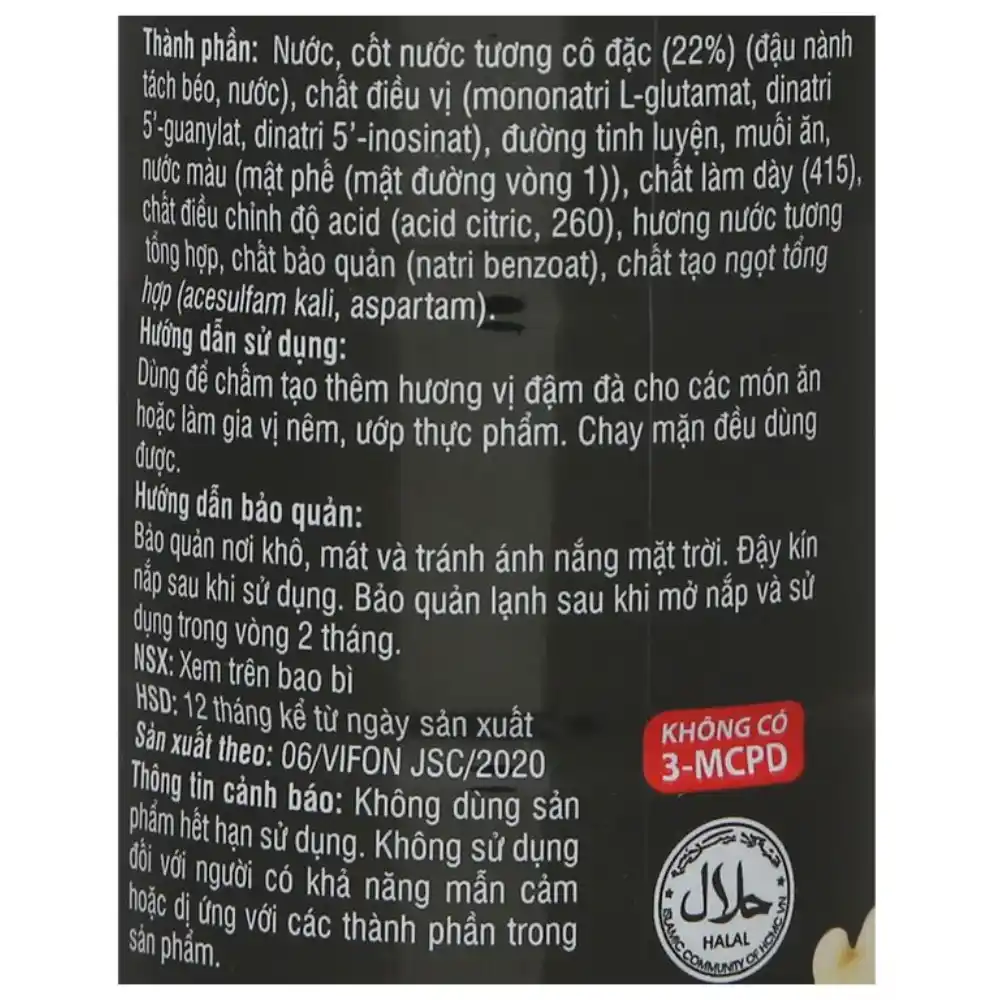 Thành phần: Nước, cốt nước tương cô đặc (22%) (đậu nành
tách béo, nước), chất điều vị (mononatri L-glutamat, dinatri
5'-guanylat, dinatri 5'-inosinat), đường tinh luyện, muối ăn,
nước màu (mật phế (mật đường vòng 1)), chất làm dày (415),
chất điều chỉnh độ acid (acid citric, 260), hương nước tương
tổng hợp, chất bảo quản (natri benzoat), chất tạo ngọt tổng
hợp (acesulfam kali, aspartam).
Hướng dẫn sử dụng:
Dùng để chấm tạo thêm hương vị đậm đà cho các món ăn
hoặc làm gia vị nêm, ướp thực phẩm. Chay mặn đều dùng
được.
Hướng dẫn bảo quản:
Bảo quản nơi khô, mát và tránh ánh nắng mặt trời. Đậy kín
nắp sau khi sử dụng. Bảo quản lạnh sau khi mở nắp và sử
dụng trong vòng 2 tháng.
NSX: Xem trên bao bì
HSD: 12 tháng kể từ ngày sản xuất
Sản xuất theo: 06/VIFON JSC/2020
Thông tin cảnh báo: Không dùng sản
phẩm hết hạn sử dụng. Không sử dụng
đối với người có khả năng mẫn cảm
hoặc dị ứng với các thành phần trong
sản phẩm.
KHÔNG CÓ
3-MCPD
حلال
HALAL
ISLAMIC COMMUNITY OF HCMC.VN